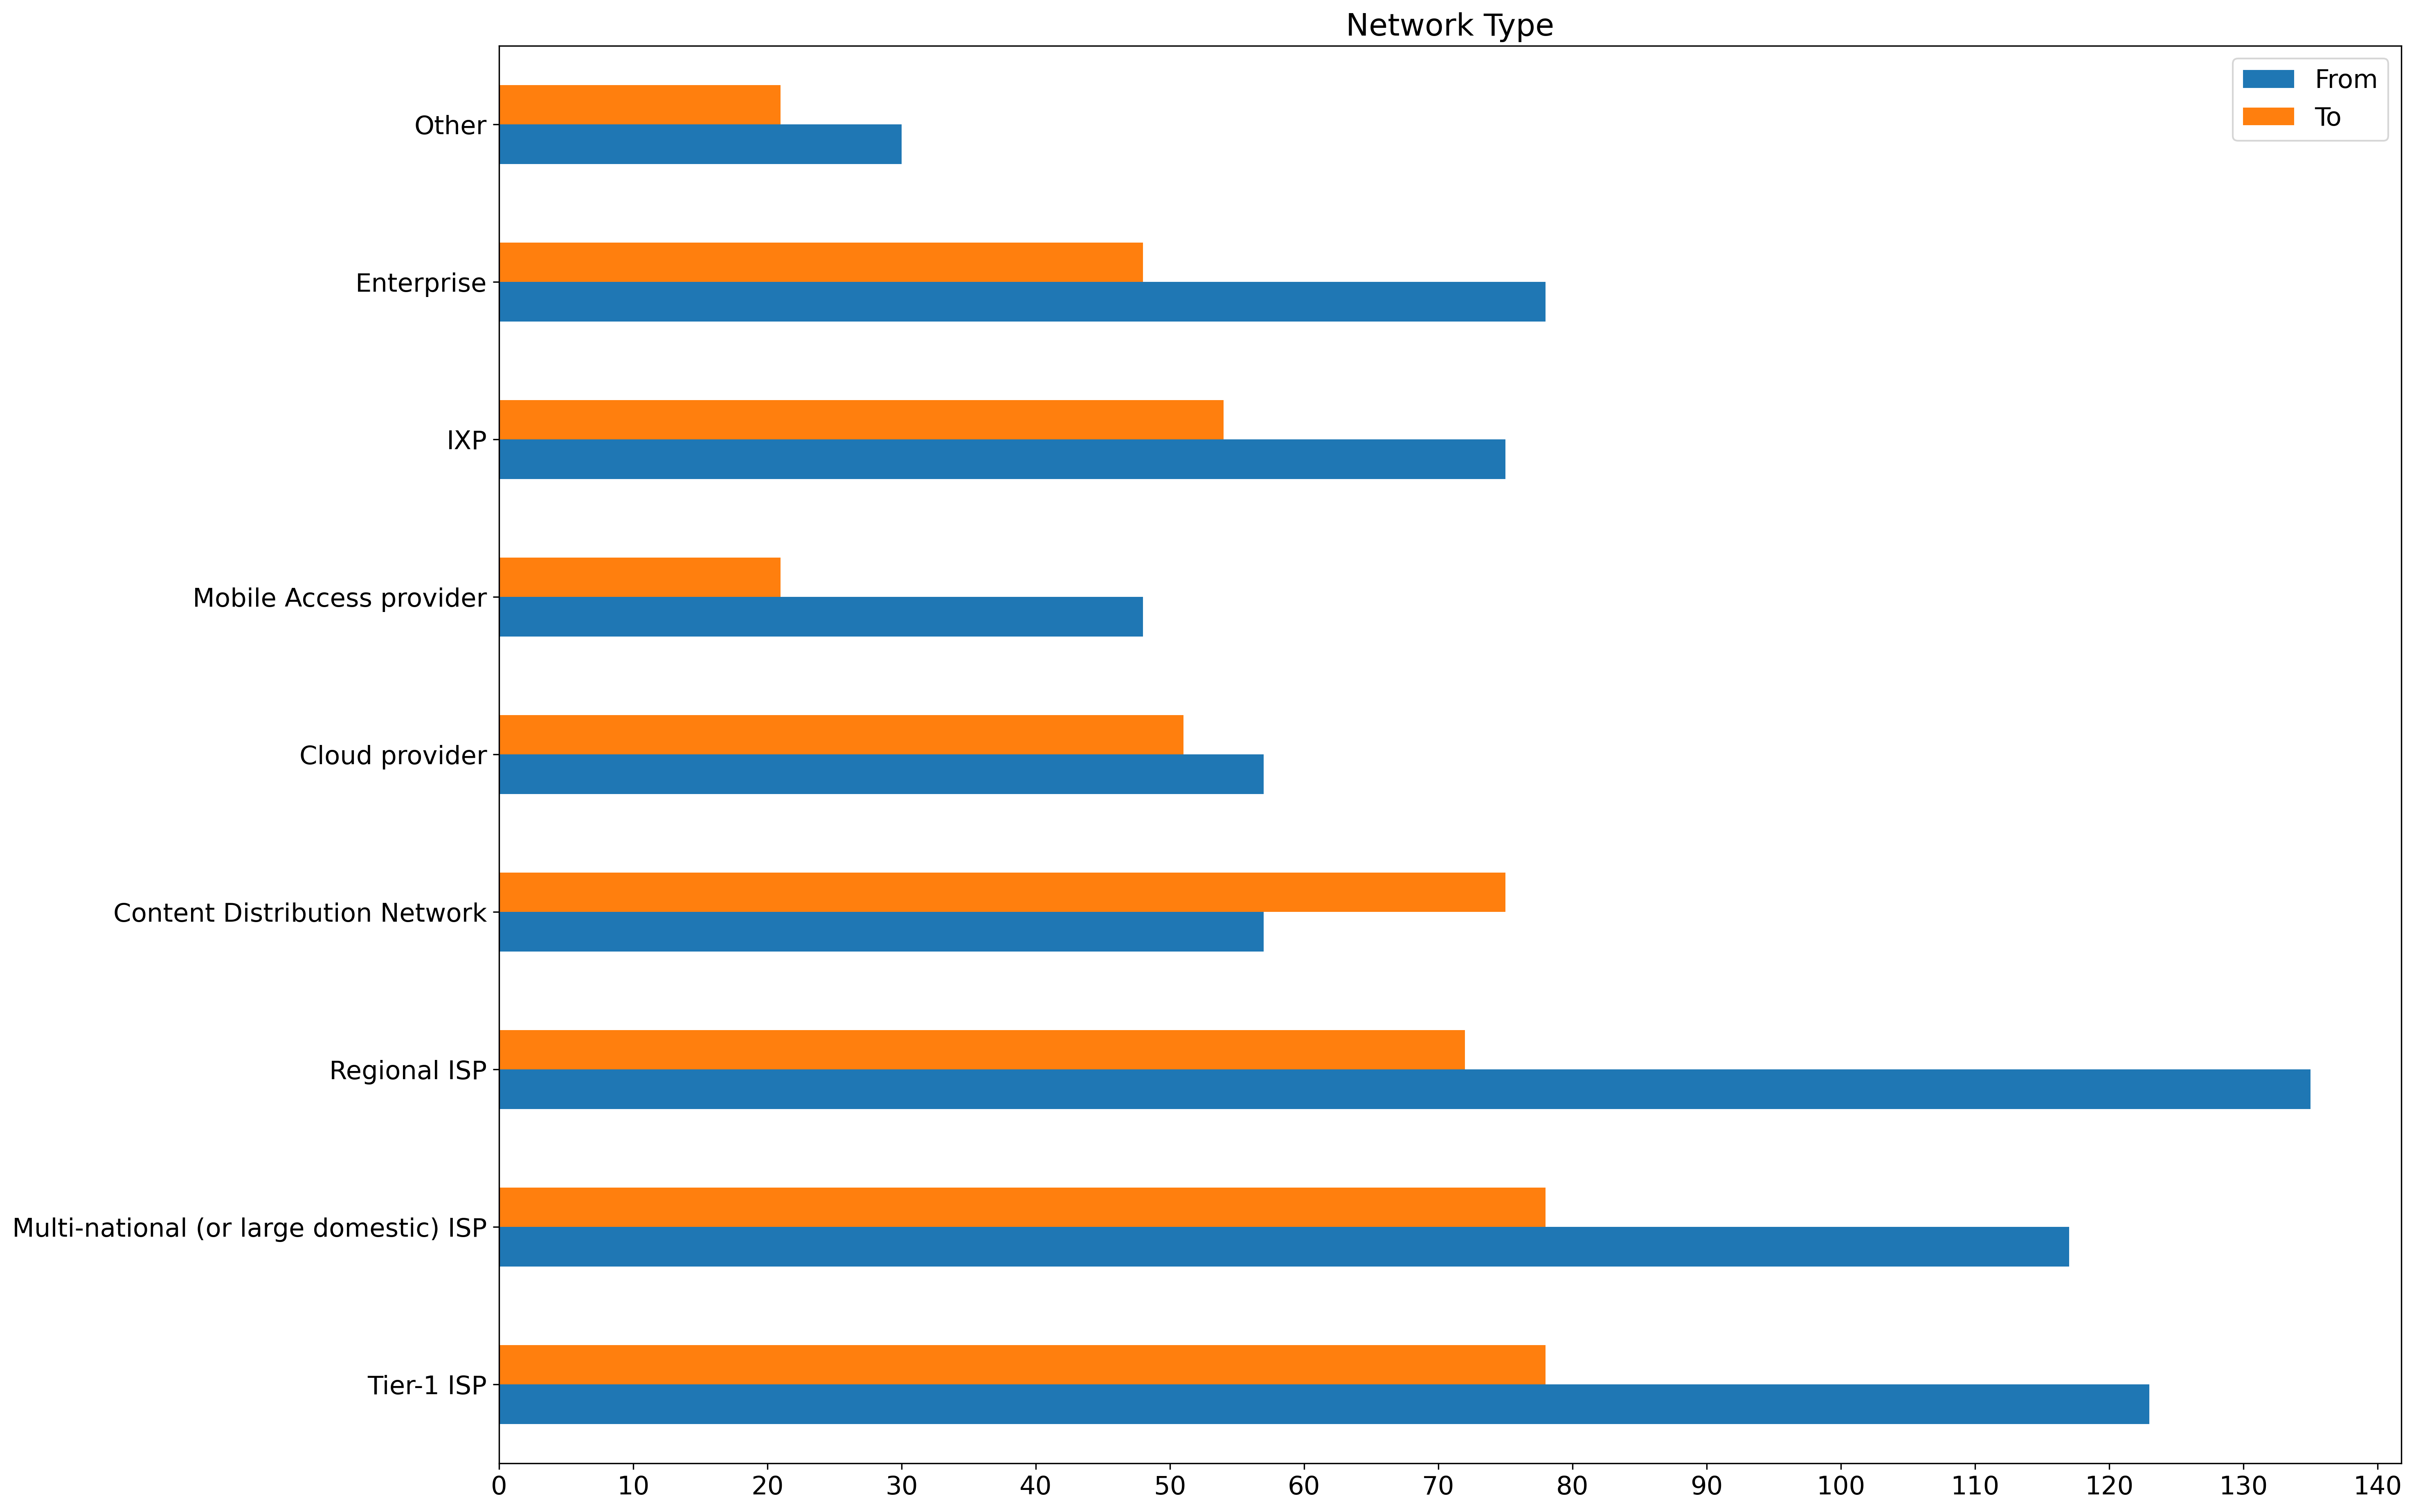 Network Type
From
To
Other
Enterprise
IXP
Mobile Access provider
Cloud provider
Content Distribution Network
Regional ISP
Multi-national (or large domestic) ISP
Tier-1 ISP
0 10 20 30 40 50 60 70 80 90 100 110 120 130 140